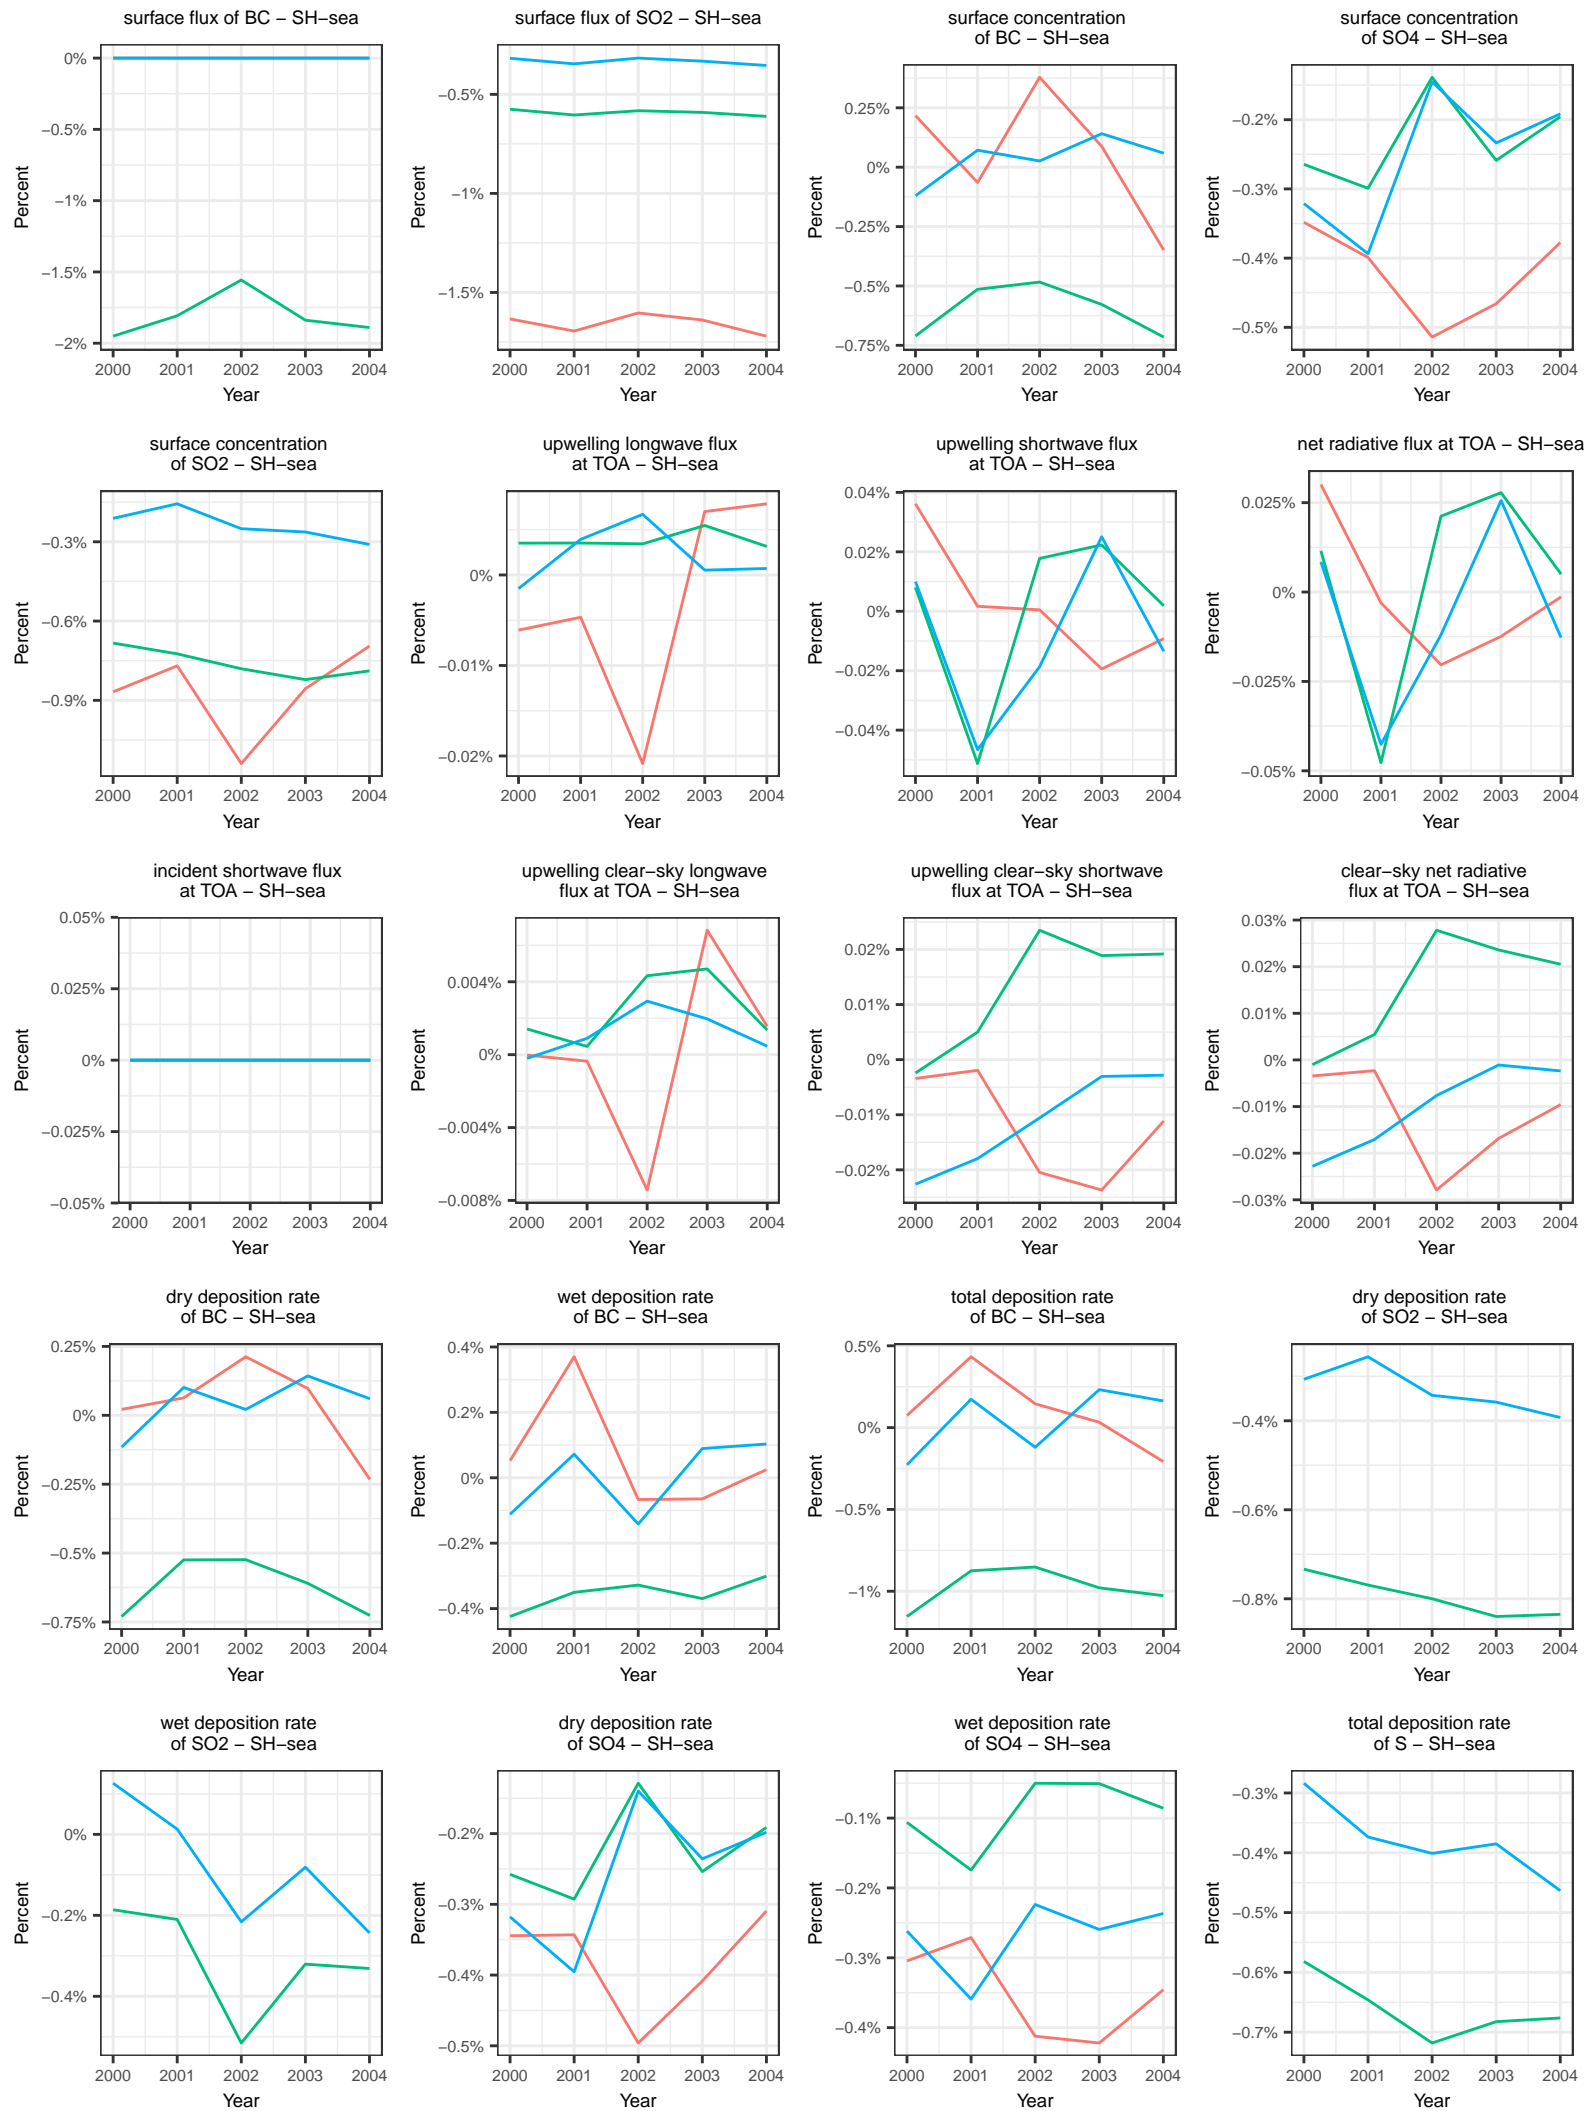 surface flux of BC − SH−sea
0%
−0.5%
−1%
−1.5%
−2%
Percent
2000 2001 2002 2003 2004
Year
surface flux of SO2 − SH−sea
−0.5%
−1%
−1.5%
Percent
2000 2001 2002 2003 2004
Year
surface concentration
of BC − SH−sea
0.25%
0%
−0.25%
−0.5%
−0.75%
Percent
2000 2001 2002 2003 2004
Year
surface concentration
of SO4 − SH−sea
−0.2%
−0.3%
−0.4%
−0.5%
Percent
2000 2001 2002 2003 2004
Year
surface concentration
of SO2 − SH−sea
−0.3%
−0.6%
−0.9%
Percent
2000 2001 2002 2003 2004
Year
upwelling longwave flux
at TOA − SH−sea
0%
−0.01%
−0.02%
Percent
2000 2001 2002 2003 2004
Year
upwelling shortwave flux
at TOA − SH−sea
0.04%
0.02%
0%
−0.02%
−0.04%
Percent
2000 2001 2002 2003 2004
Year
net radiative flux at TOA − SH−sea
0.025%
0%
−0.025%
−0.05%
Percent
2000 2001 2002 2003 2004
Year
incident shortwave flux
at TOA − SH−sea
0.05%
0.025%
0%
−0.025%
−0.05%
Percent
2000 2001 2002 2003 2004
Year
upwelling clear−sky longwave
flux at TOA − SH−sea
0.004%
0%
−0.004%
−0.008%
Percent
2000 2001 2002 2003 2004
Year
upwelling clear−sky shortwave
flux at TOA − SH−sea
0.02%
0.01%
0%
−0.01%
−0.02%
Percent
2000 2001 2002 2003 2004
Year
clear−sky net radiative
flux at TOA − SH−sea
0.03%
0.02%
0.01%
0%
−0.01%
−0.02%
−0.03%
Percent
2000 2001 2002 2003 2004
Year
dry deposition rate
of BC − SH−sea
0.25%
0%
−0.25%
−0.5%
−0.75%
Percent
2000 2001 2002 2003 2004
Year
wet deposition rate
of BC − SH−sea
0.4%
0.2%
0%
−0.2%
−0.4%
Percent
2000 2001 2002 2003 2004
Year
total deposition rate
of BC − SH−sea
0.5%
0%
−0.5%
−1%
Percent
2000 2001 2002 2003 2004
Year
dry deposition rate
of SO2 − SH−sea
−0.4%
−0.6%
−0.8%
Percent
2000 2001 2002 2003 2004
Year
wet deposition rate
of SO2 − SH−sea
0%
−0.2%
−0.4%
Percent
2000 2001 2002 2003 2004
Year
dry deposition rate
of SO4 − SH−sea
−0.2%
−0.3%
−0.4%
−0.5%
Percent
2000 2001 2002 2003 2004
Year
wet deposition rate
of SO4 − SH−sea
−0.1%
−0.2%
−0.3%
−0.4%
Percent
2000 2001 2002 2003 2004
Year
total deposition rate
of S − SH−sea
−0.3%
−0.4%
−0.5%
−0.6%
−0.7%
Percent
2000 2001 2002 2003 2004
Year